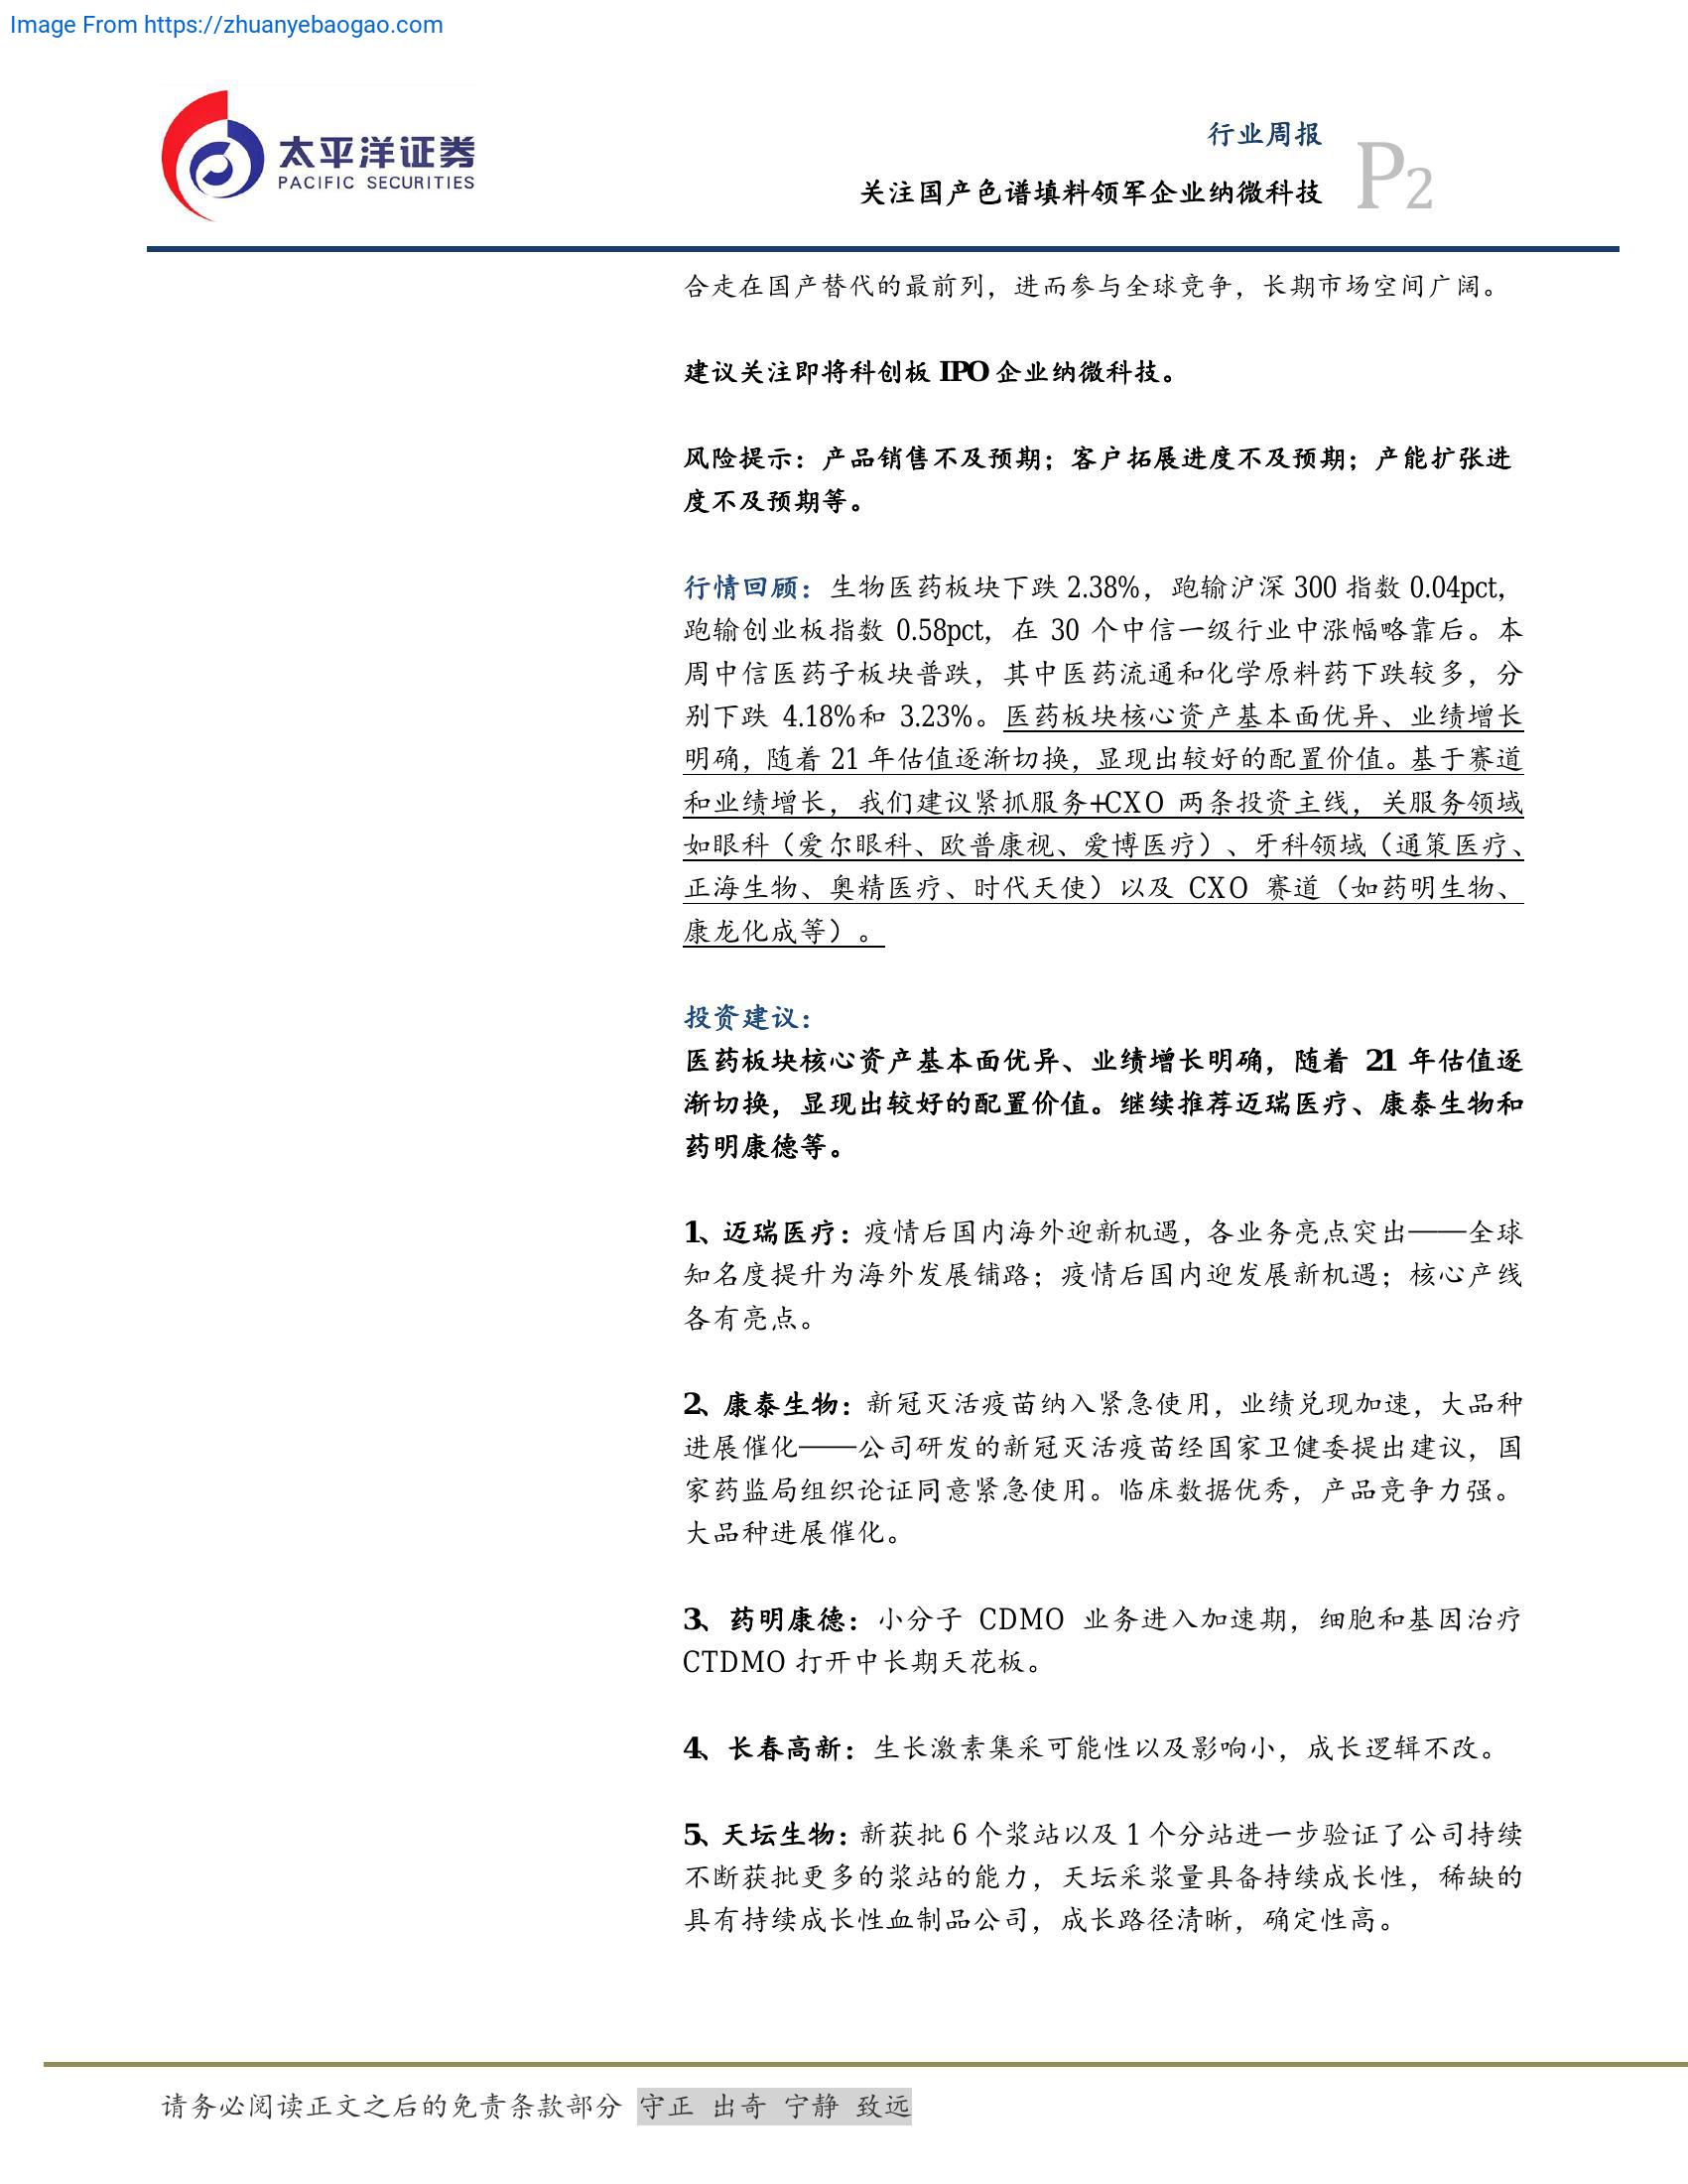 Image From https://zhuanyebaogao.com
太平洋证券
PACIFIC SECURITIES
行业周报
关注国产色谱填料领军企业纳微科技
P2
合走在国产替代的最前列，进而参与全球竞争，长期市场空间广阔。
建议关注即将科创板 IPO 企业纳微科技。
风险提示：产品销售不及预期；客户拓展进度不及预期；产能扩张进
度不及预期等。
行情回顾：生物医药板块下跌 2.38%，跑输沪深 300 指数 0.04pct，
跑输创业板指数 0.58pct，在 30 个中信一级行业中涨幅略靠后。本
周中信医药子板块普跌，其中医药流通和化学原料药下跌较多，分
别下跌 4.18%和 3.23%。医药板块核心资产基本面优异、业绩增长
明确，随着 21 年估值逐渐切换，显现出较好的配置价值。基于赛道
和业绩增长，我们建议紧抓服务+CXO 两条投资主线，关服务领域
如眼科（爱尔眼科、欧普康视、爱博医疗）、牙科领域（通策医疗、
正海生物、奥精医疗、时代天使）以及 CXO 赛道（如药明生物、
康龙化成等）。
投资建议：
医药板块核心资产基本面优异、业绩增长明确，随着 21 年估值逐
渐切换，显现出较好的配置价值。继续推荐迈瑞医疗、康泰生物和
药明康德等。
1、迈瑞医疗：疫情后国内海外迎新机遇，各业务亮点突出——全球
知名度提升为海外发展铺路；疫情后国内迎发展新机遇；核心产线
各有亮点。
2、康泰生物：新冠灭活疫苗纳入紧急使用，业绩兑现加速，大品种
进展催化——公司研发的新冠灭活疫苗经国家卫健委提出建议，国
家药监局组织论证同意紧急使用。临床数据优秀，产品竞争力强。
大品种进展催化。
3、药明康德：小分子 CDMO 业务进入加速期，细胞和基因治疗
CTDMO 打开中长期天花板。
4、长春高新：生长激素集采可能性以及影响小，成长逻辑不改。
5、天坛生物：新获批 6 个浆站以及 1 个分站进一步验证了公司持续
不断获批更多的浆站的能力，天坛采浆量具备持续成长性，稀缺的
具有持续成长性血制品公司，成长路径清晰，确定性高。
请务必阅读正文之后的免责条款部分 守正 出奇 宁静 致远